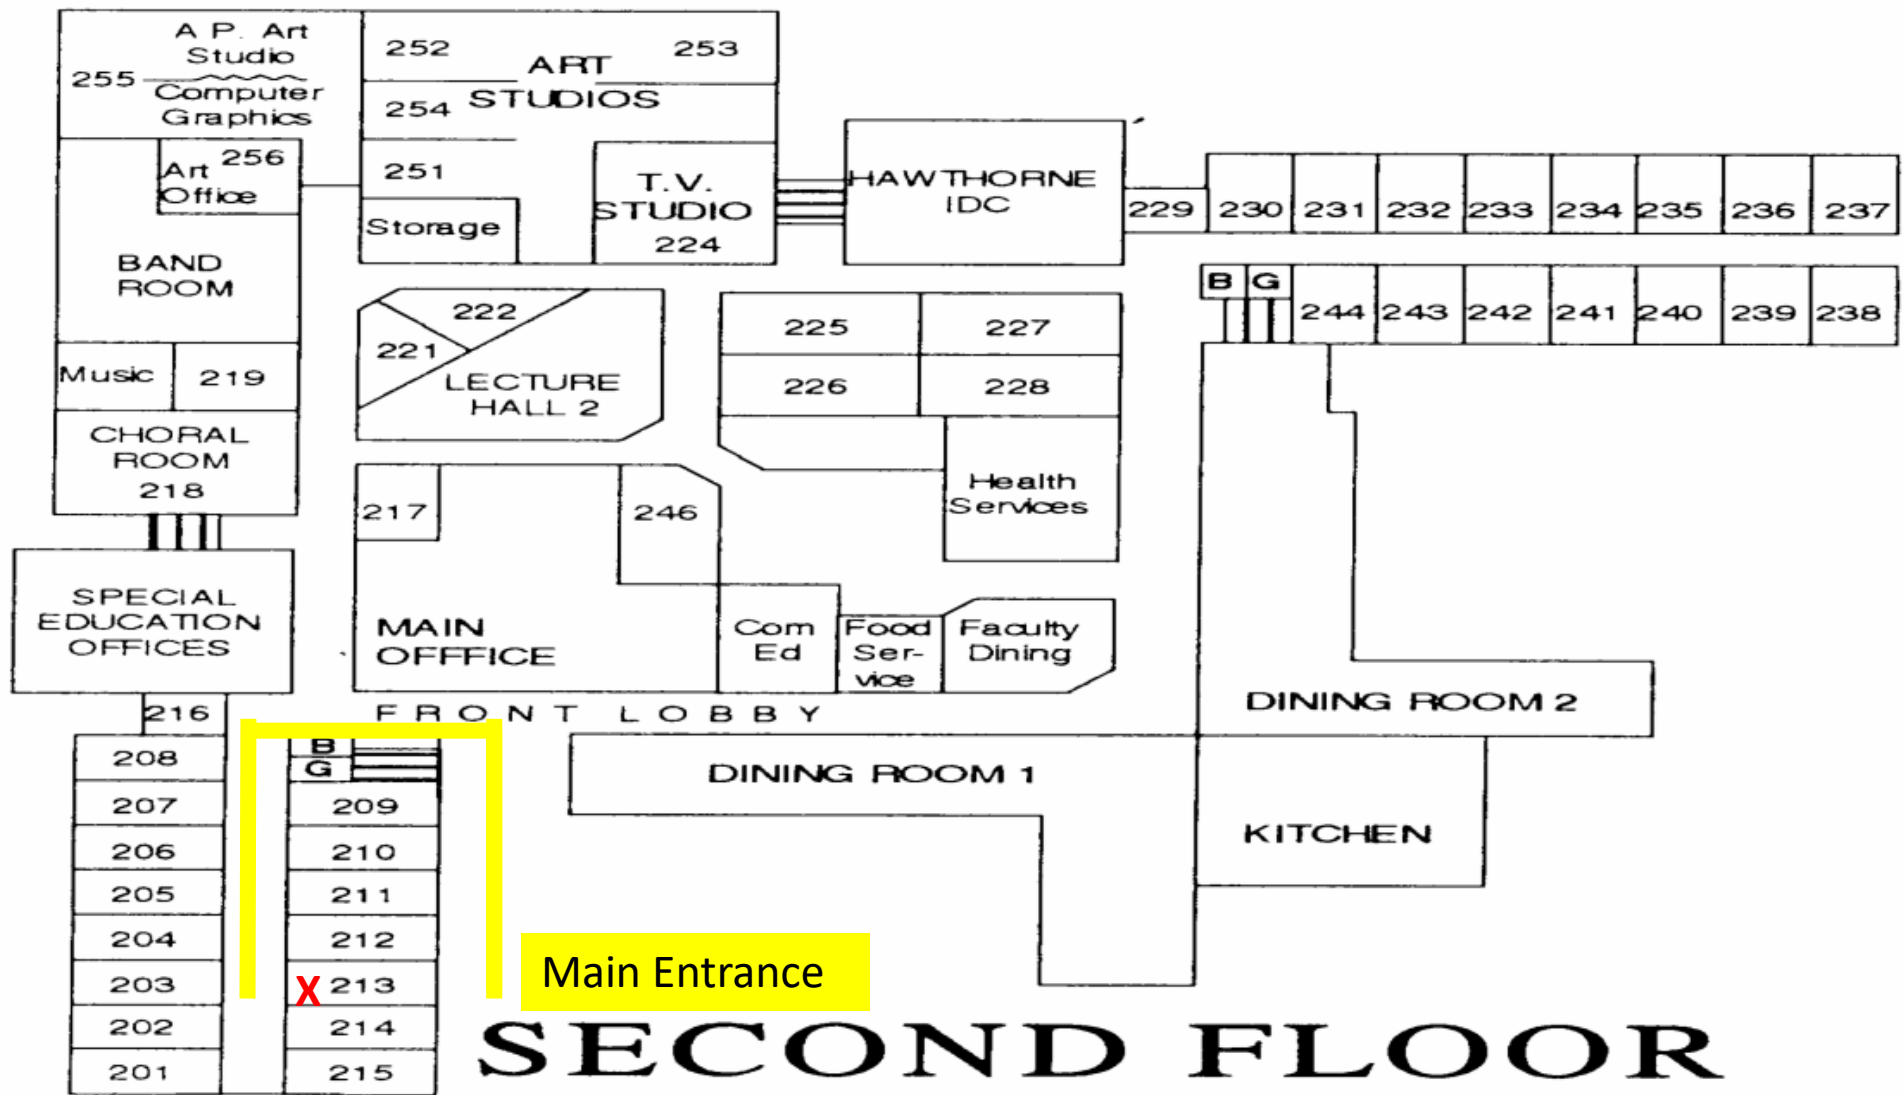 A P. Art
Studio
255
Computer
Graphics
252
ART
253
STUDIOS
254
Art
Office
256
251
Storage
T.V.
STUDIO
224
HAWTHORNE
IDC
229
230
231
232
233
234
235
236
237
BAND
ROOM
222
221
LECTURE
HALL 2
225
227
226
228
B
G
244
243
242
241
240
239
238
Music
219
CHORAL
ROOM
218
217
246
Health
Services
SPECIAL
EDUCATION
OFFICES
MAIN
OFFFICE
Com
Ed
Food
Ser-
vice
Faculty
Dining
216
FRONT LOBBY
DINING ROOM 2
208
B
G
DINING ROOM 1
207
209
206
210
KITCHEN
205
211
204
212
203
X
213
Main Entrance
202
214
201
215
SECOND FLOOR